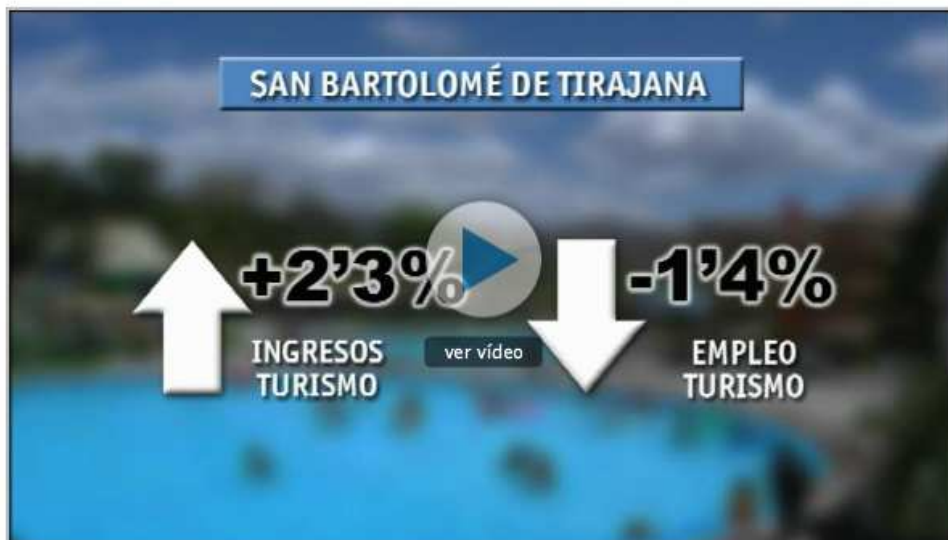 SAN BARTOLOMÉ DE TIRAJANA
+2'3%
INGRESOS
TURISMO
ver vídeo
-1'4%
EMPLEO
TURISMO